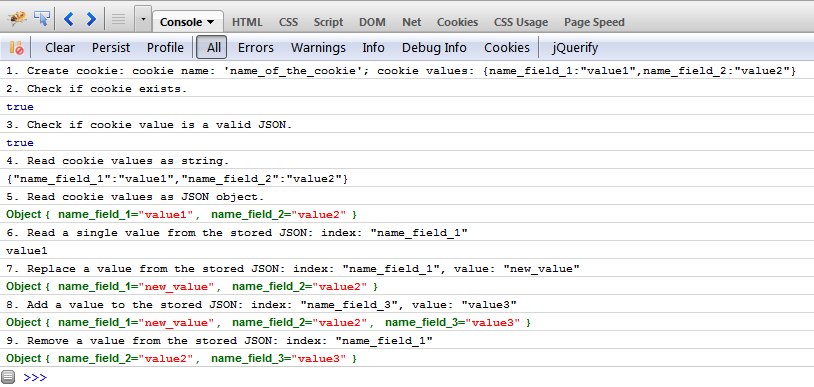 Console HTML CSS Script DOM Net Cookies CSS Usage Page Speed
Clear Persist Profile All Errors Warnings Info Debug Info Cookies jQuerify
1. Create cookie: cookie name: 'name_of_the_cookie'; cookie values: {name_field_1:"value1",name_field_2:"value2"}
2. Check if cookie exists.
true
3. Check if cookie value is a valid JSON.
true
4. Read cookie values as string.
{"name_field_1":"value1","name_field_2":"value2"}
5. Read cookie values as JSON object.
Object { name_field_1="value1", name_field_2="value2" }
6. Read a single value from the stored JSON: index: "name_field_1"
value1
7. Replace a value from the stored JSON: index: "name_field_1", value: "new_value"
Object { name_field_1="new_value", name_field_2="value2" }
8. Add a value to the stored JSON: index: "name_field_3", value: "value3"
Object { name_field_1="new_value", name_field_2="value2", name_field_3="value3" }
9. Remove a value from the stored JSON: index: "name_field_1"
Object { name_field_2="value2", name_field_3="value3" }
>>>